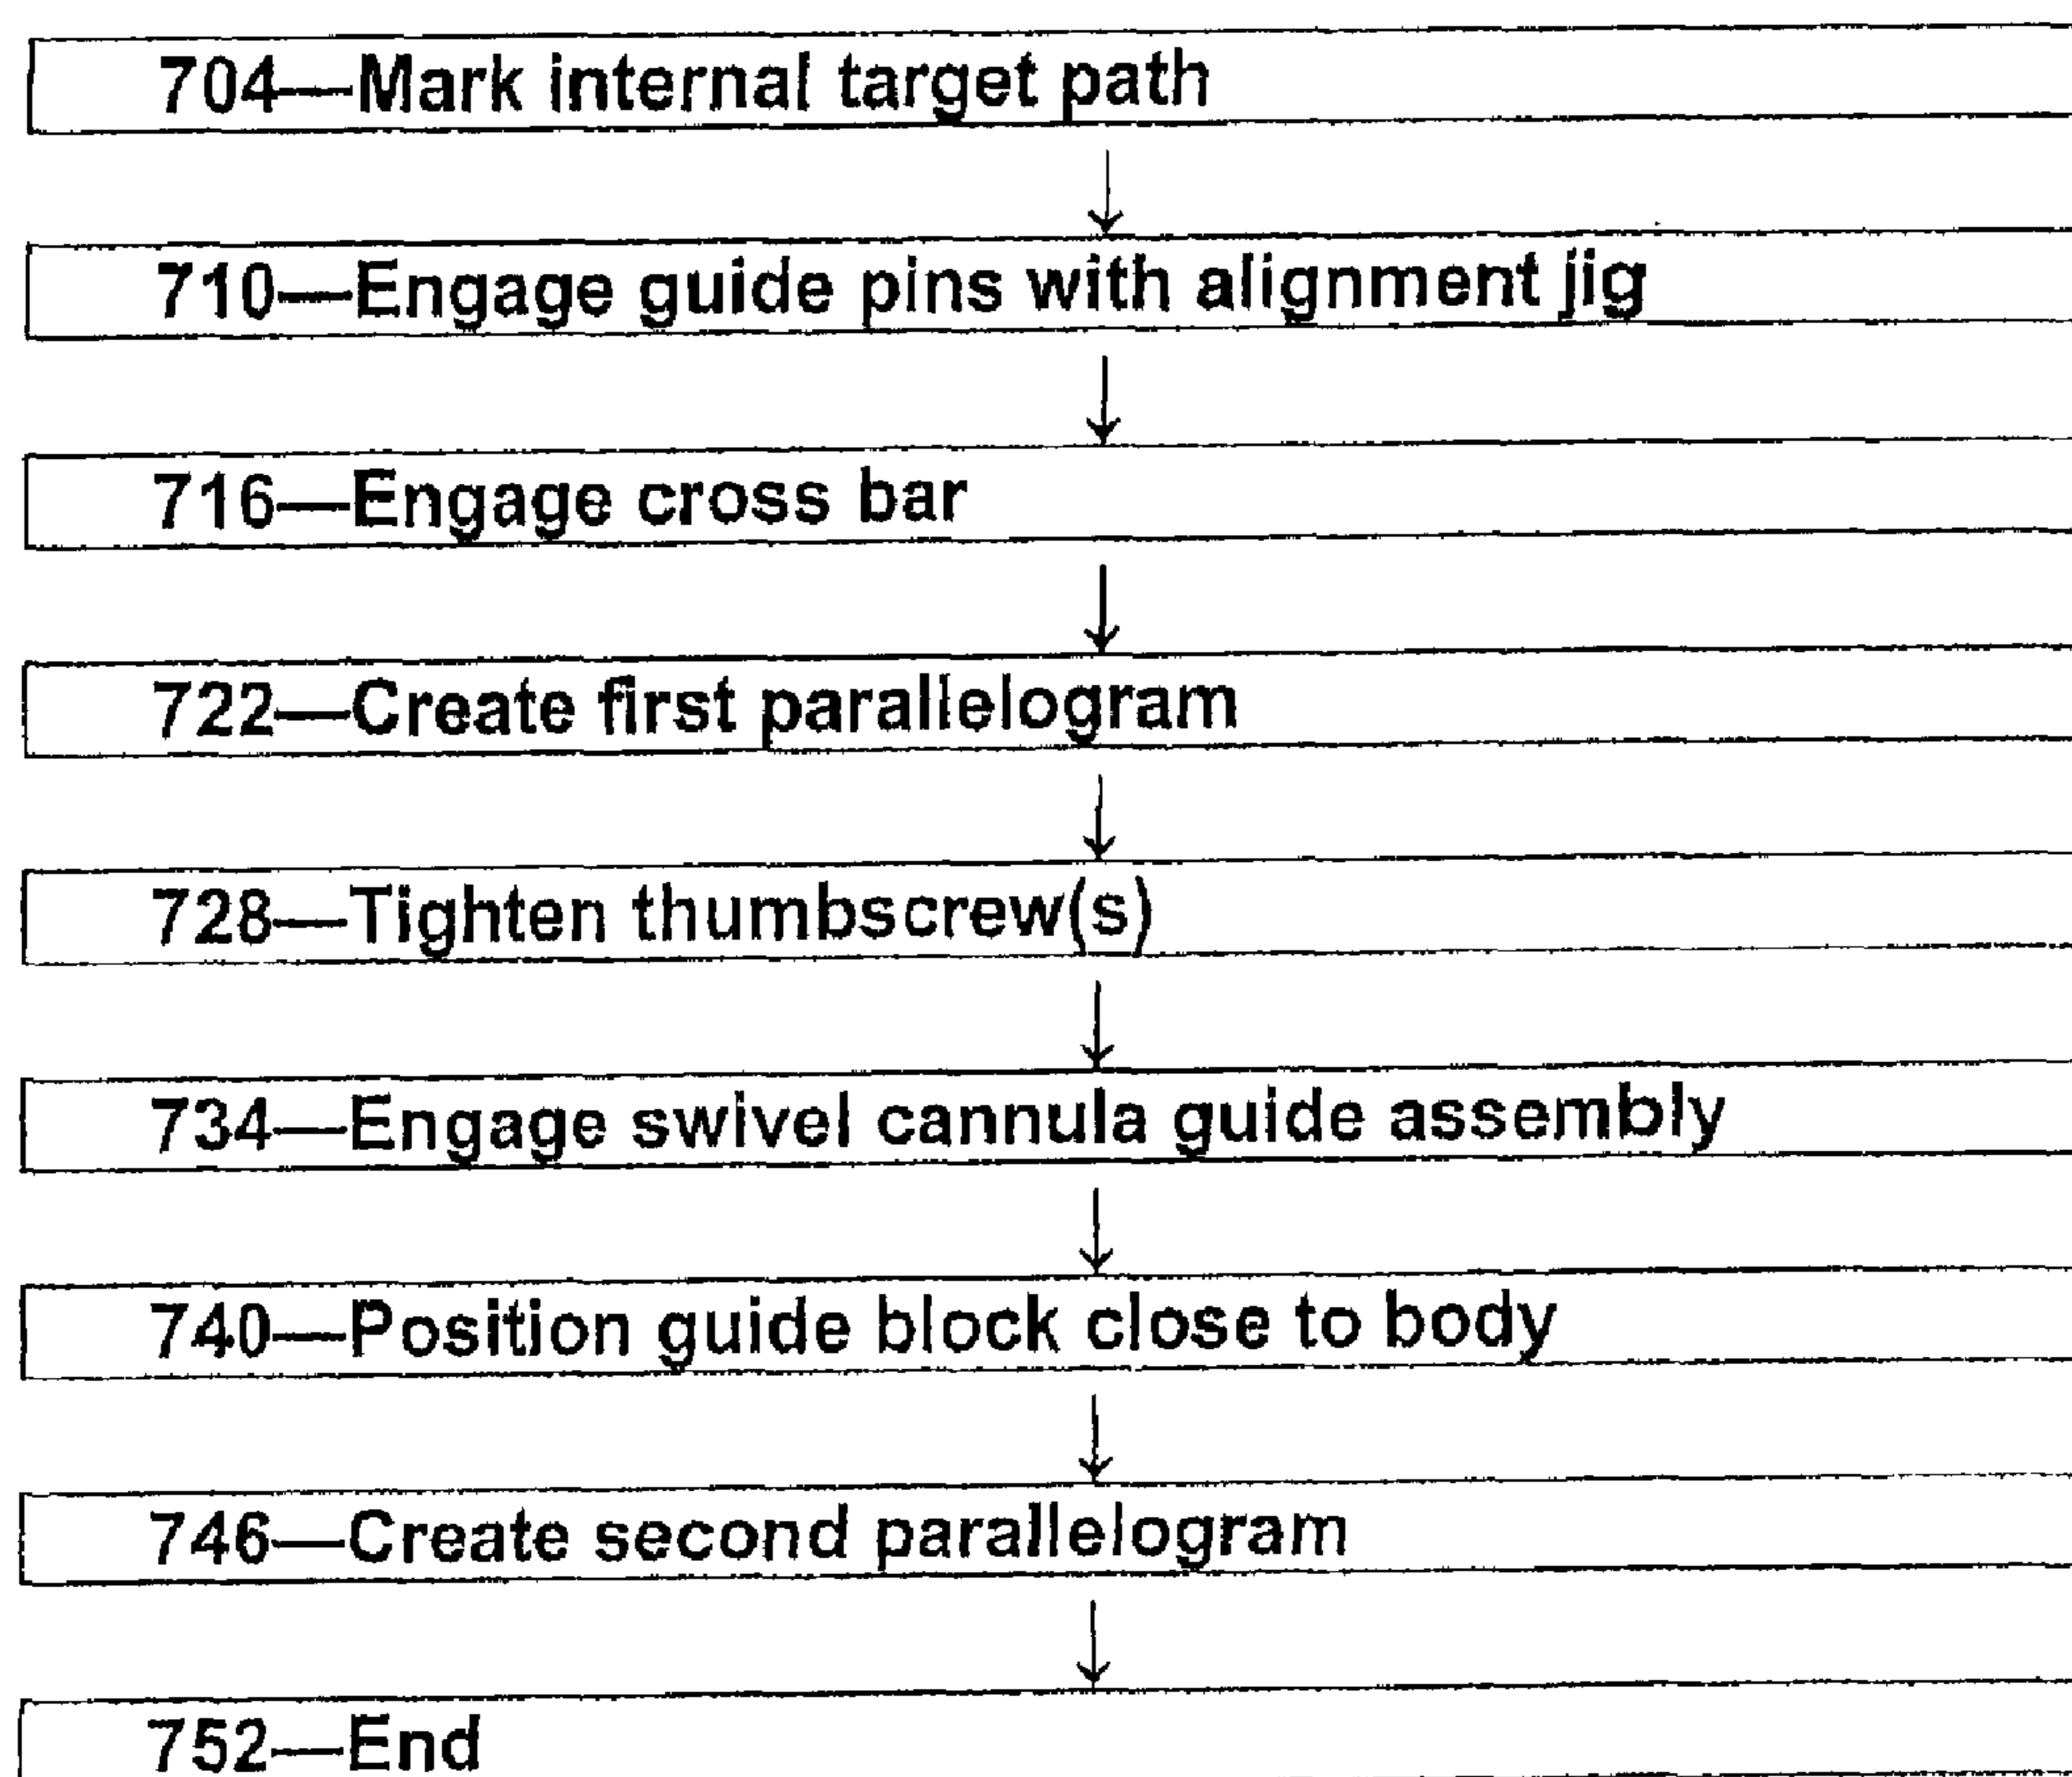 704—Mark internal target path
710—Engage guide pins with alignment jig
716—Engage cross bar
722—Create first parallelogram
728—Tighten thumbscrew(s)
734—Engage swivel cannula guide assembly
740—Position guide block close to body
746—Create second parallelogram
752—End